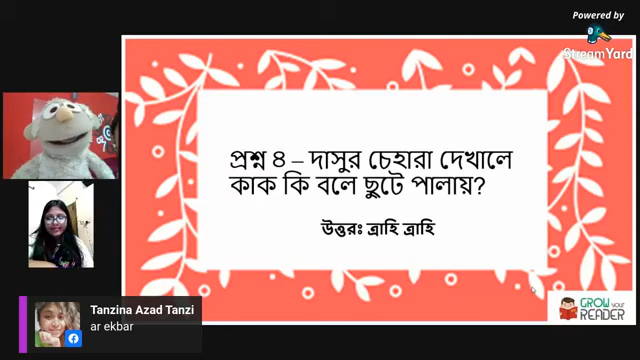 Powered by
StreamYard
প্রশ্ন ৪ – দাসুর চেহারা দেখালে
কাক কি বলে ছুটে পালায়?
উত্তরঃ ত্রাহি ত্রাহি
Tanzina Azad Tanzi
ar ekbar
GROW YOUR
READER